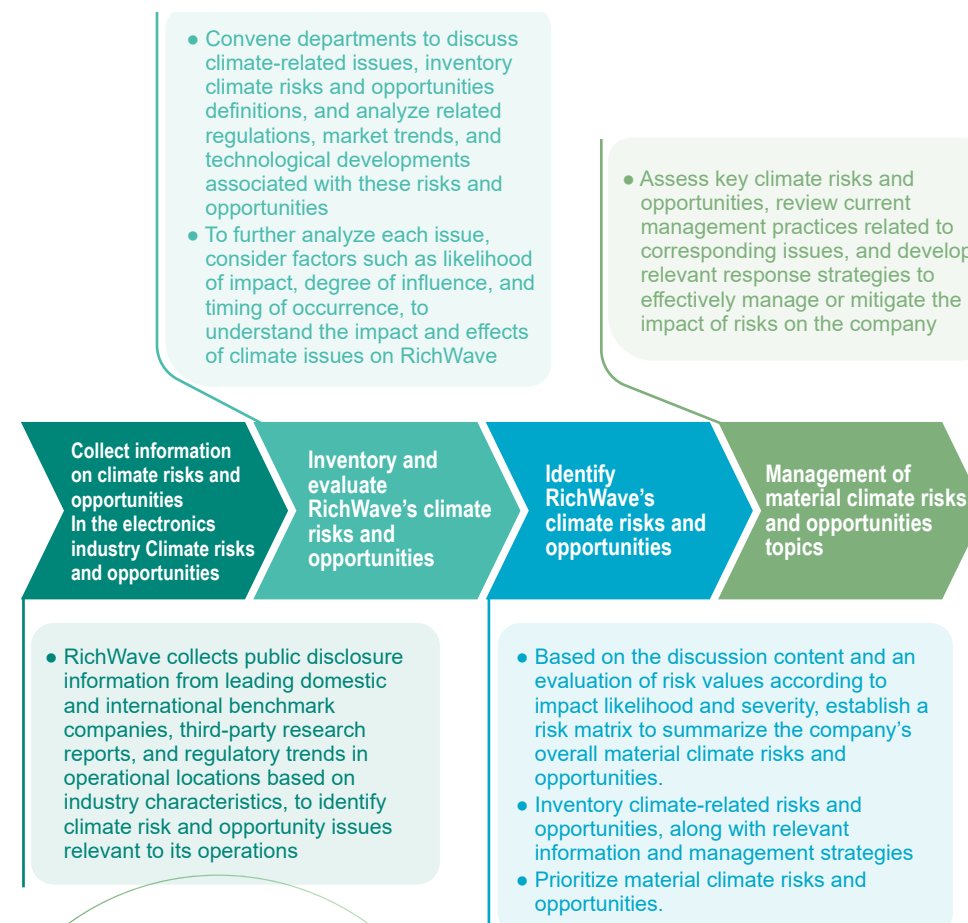 ● Convene departments to discuss
climate-related issues, inventory
climate risks and opportunities
definitions, and analyze related
regulations, market trends, and
technological developments
associated with these risks and
opportunities
● To further analyze each issue,
consider factors such as likelihood
of impact, degree of influence, and
timing of occurrence, to
understand the impact and effects
of climate issues on RichWave
● Assess key climate risks and
opportunities, review current
management practices related to
corresponding issues, and develop
relevant response strategies to
effectively manage or mitigate the
impact of risks on the company
Collect information
on climate risks and
opportunities
In the electronics
industry Climate risks
and opportunities
Inventory and
evaluate
RichWave's climate
risks and
opportunities
Identify
RichWave's
climate risks and
opportunities
Management of
material climate risks
and opportunities
topics
● RichWave collects public disclosure
information from leading domestic
and international benchmark
companies, third-party research
reports, and regulatory trends in
operational locations based on
industry characteristics, to identify
climate risk and opportunity issues
relevant to its operations
● Based on the discussion content and an
evaluation of risk values according to
impact likelihood and severity, establish a
risk matrix to summarize the company's
overall material climate risks and
opportunities.
● Inventory climate-related risks and
opportunities, along with relevant
information and management strategies
● Prioritize material climate risks and
opportunities.